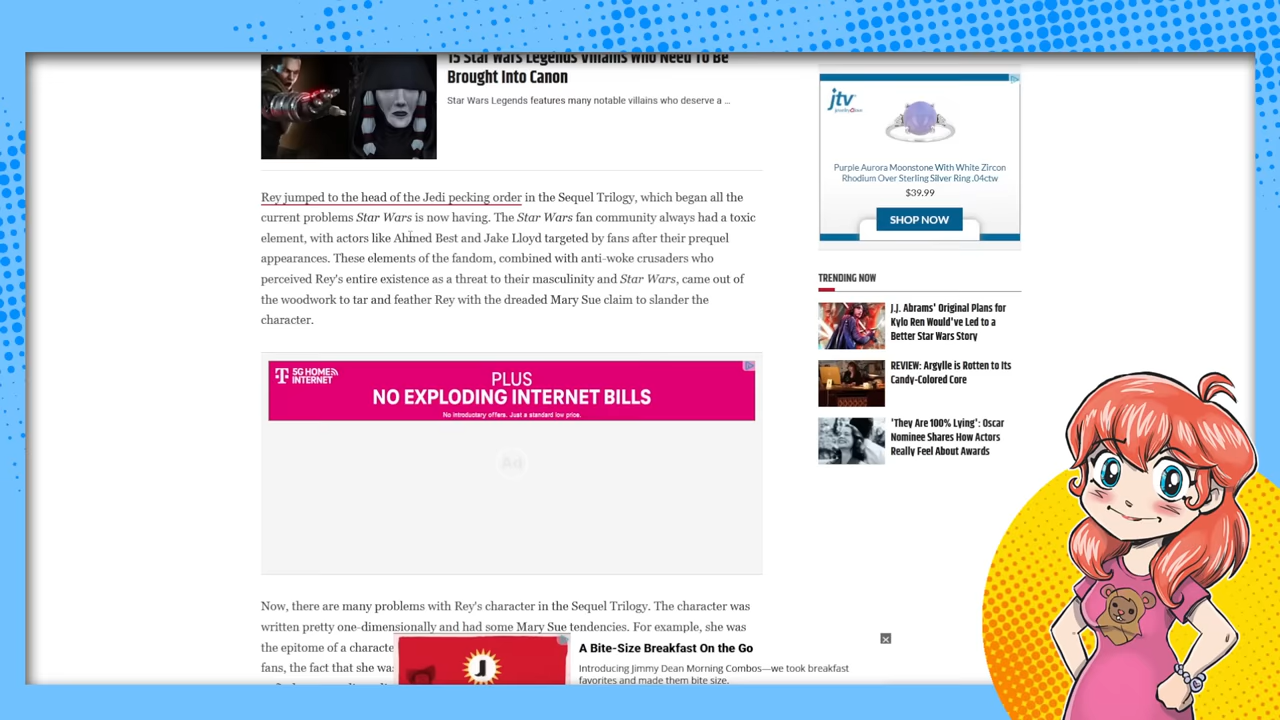 15 Star Wars Legends Villains Who Need To Be
Brought Into Canon
Star Wars Legends features many notable villains who deserve a ...
Rey jumped to the head of the Jedi pecking order in the Sequel Trilogy, which began all the
current problems Star Wars is now having. The Star Wars fan community always had a toxic
element, with actors like Ahmed Best and Jake Lloyd targeted by fans after their prequel
appearances. These elements of the fandom, combined with anti-woke crusaders who
perceived Rey's entire existence as a threat to their masculinity and Star Wars, came out of
the woodwork to tar and feather Rey with the dreaded Mary Sue claim to slander the
character.
T 5G HOME
INTERNET
PLUS
NO EXPLODING INTERNET BILLS
No introductory offers. Just a standard low price.
Ad
Now, there are many problems with Rey's character in the Sequel Trilogy. The character was
written pretty one-dimensionally and had some Mary Sue tendencies. For example, she was
the epitome of a characte
fans, the fact that she was
J
A Bite-Size Breakfast On the Go
Introducing Jimmy Dean Morning Combos—we took breakfast
favorites and made them bite size.
jtv
Purple Aurora Moonstone With White Zircon
Rhodium Over Sterling Silver Ring .04ctw
$39.99
SHOP NOW
TRENDING NOW
J.J. Abrams' Original Plans for
Kylo Ren Would've Led to a
Better Star Wars Story
REVIEW: Argylle is Rotten to Its
Candy-Colored Core
'They Are 100% Lying': Oscar
Nominee Shares How Actors
Really Feel About Awards